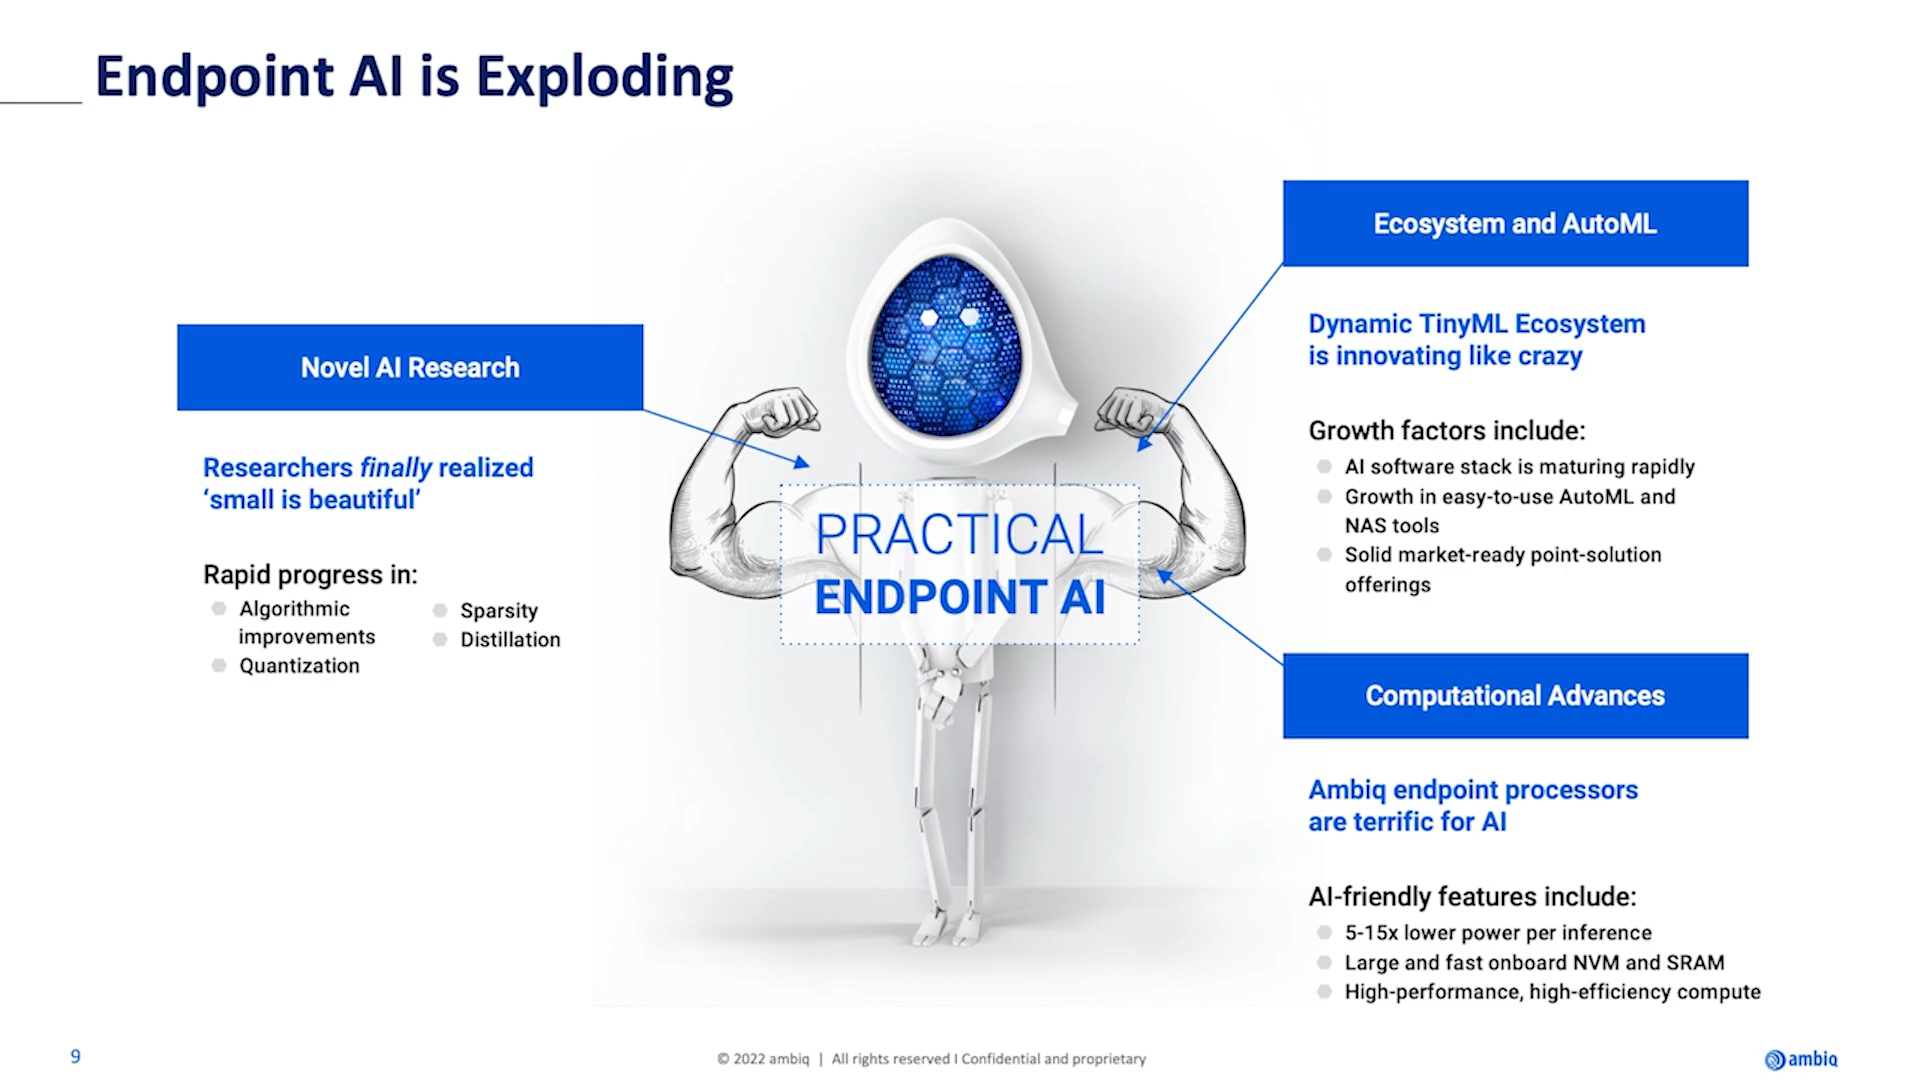 Endpoint AI is Exploding
Novel AI Research
Researchers finally realized
‘small is beautiful’
Rapid progress in:
Algorithmic
improvements
Quantization
Sparsity
Distillation
PRACTICAL
ENDPOINT AI
Ecosystem and AutoML
Dynamic TinyML Ecosystem
is innovating like crazy
Growth factors include:
AI software stack is maturing rapidly
Growth in easy-to-use AutoML and
NAS tools
Solid market-ready point-solution
offerings
Computational Advances
Ambiq endpoint processors
are terrific for AI
AI-friendly features include:
5-15x lower power per inference
Large and fast onboard NVM and SRAM
High-performance, high-efficiency compute
9
© 2022 ambiq | All rights reserved I Confidential and proprietary
ambiq